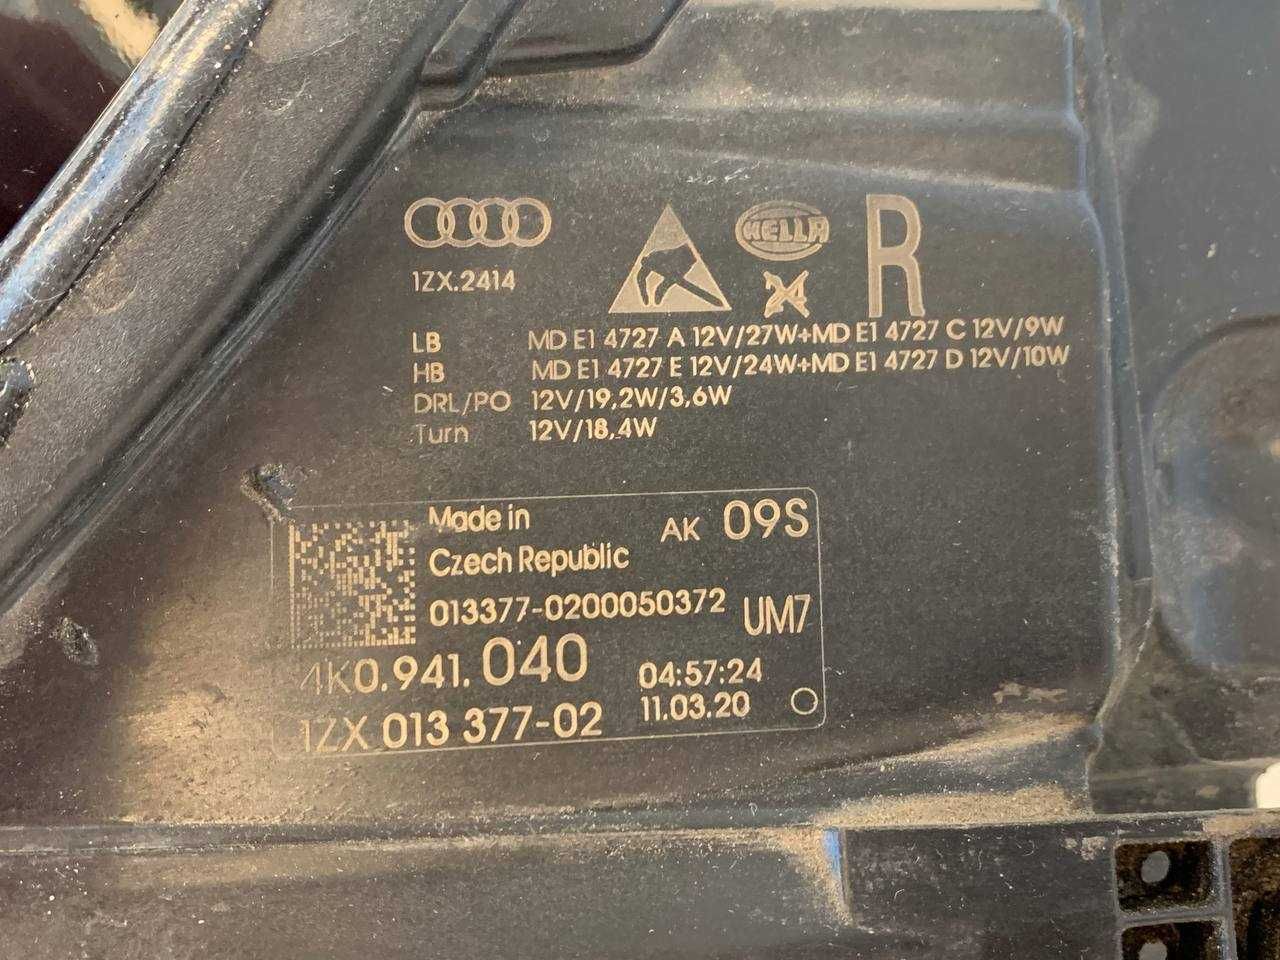 1ZX.2414
HELLA
24
R
LB MD E1 4727 A 12V/27W+MD E1 4727 C 12V/9W
HB MD E1 4727 E 12V/24W+MD E1 4727 D 12V/10W
DRL/PO 12V/19,2W/3,6W
Turn 12V/18,4W
Made in AK 09S
Czech Republic
013377-0200050372 UM7
4K0.941.040 04:57:24
1ZX 013 377-02 11.03.20